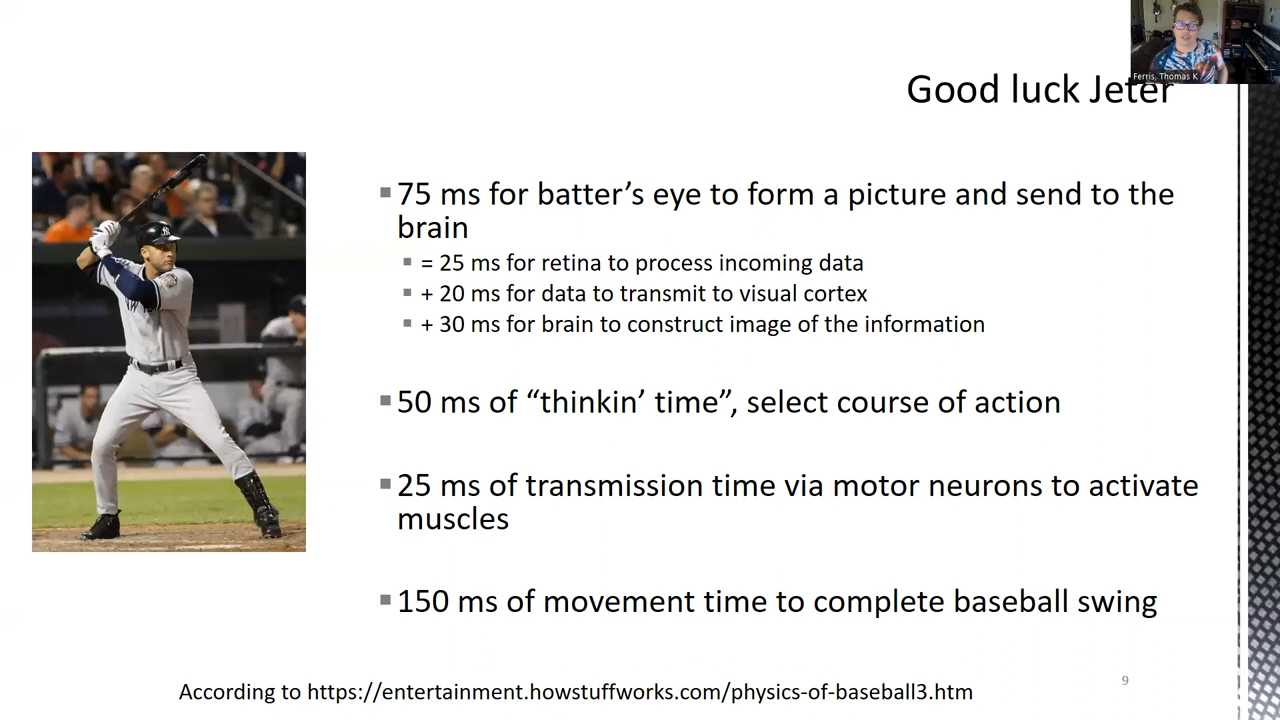 Ferris, Thomas K
Good luck Jeter
75 ms for batter’s eye to form a picture and send to the
brain
= 25 ms for retina to process incoming data
+ 20 ms for data to transmit to visual cortex
+ 30 ms for brain to construct image of the information
50 ms of “thinkin’ time”, select course of action
25 ms of transmission time via motor neurons to activate
muscles
150 ms of movement time to complete baseball swing
According to https://entertainment.howstuffworks.com/physics-of-baseball3.htm
9